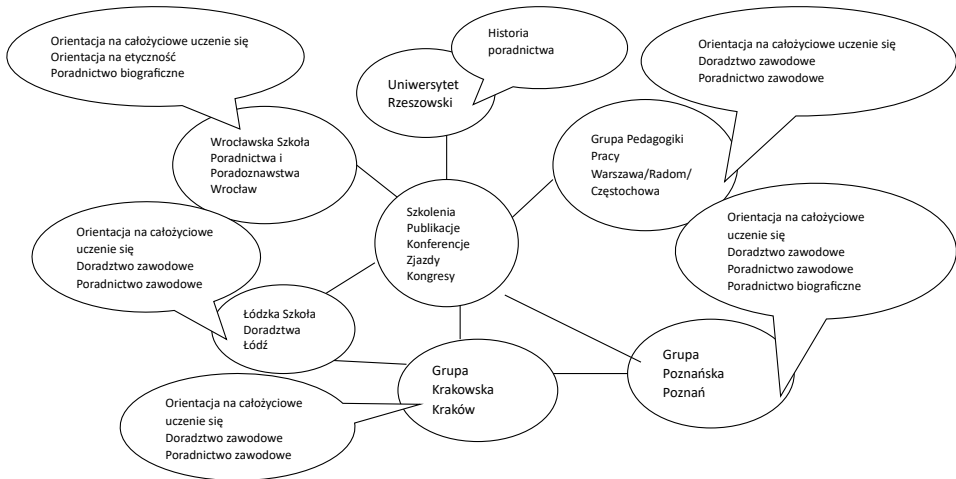 Orientacja na całożyciowe uczenie się
Orientacja na etyczność
Poradnictwo biograficzne
Historia
poradnictwa
Uniwersytet
Rzeszowski
Orientacja na całożyciowe uczenie się
Doradztwo zawodowe
Poradnictwo zawodowe
Wrocławska Szkoła
Poradnictwa i
Poradoznawstwa
Wrocław
Grupa Pedagogiki
Pracy
Warszawa/Radom/
Częstochowa
Szkolenia
Publikacje
Konferencje
Zjazdy
Kongresy
Orientacja na całożyciowe
uczenie się
Doradztwo zawodowe
Poradnictwo zawodowe
Orientacja na całożyciowe
uczenie się
Doradztwo zawodowe
Poradnictwo zawodowe
Poradnictwo biograficzne
Łódzka Szkoła
Doradztwa
Łódź
Grupa
Krakowska
Kraków
Grupa
Poznańska
Poznań
Orientacja na całożyciowe
uczenie się
Doradztwo zawodowe
Poradnictwo zawodowe